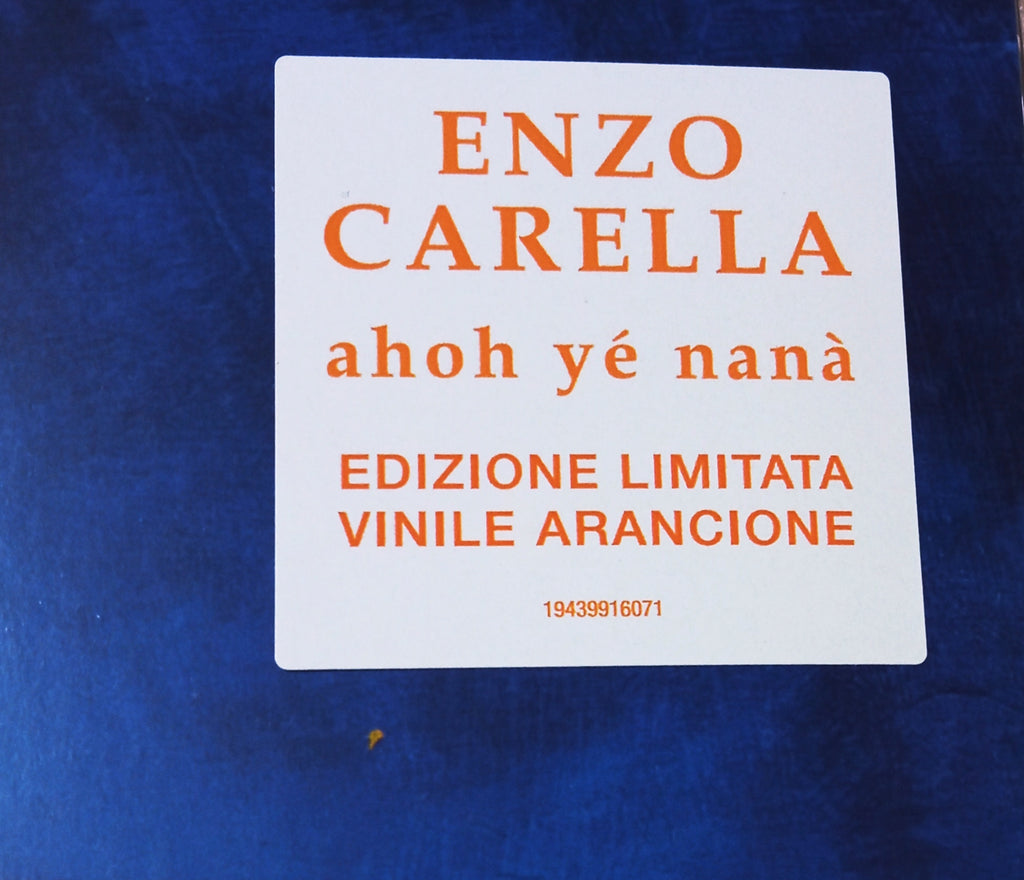 ENZO
CARELLA
ahoh yé nanà
EDIZIONE LIMITATA
VINILE ARANCIONE
19439916071